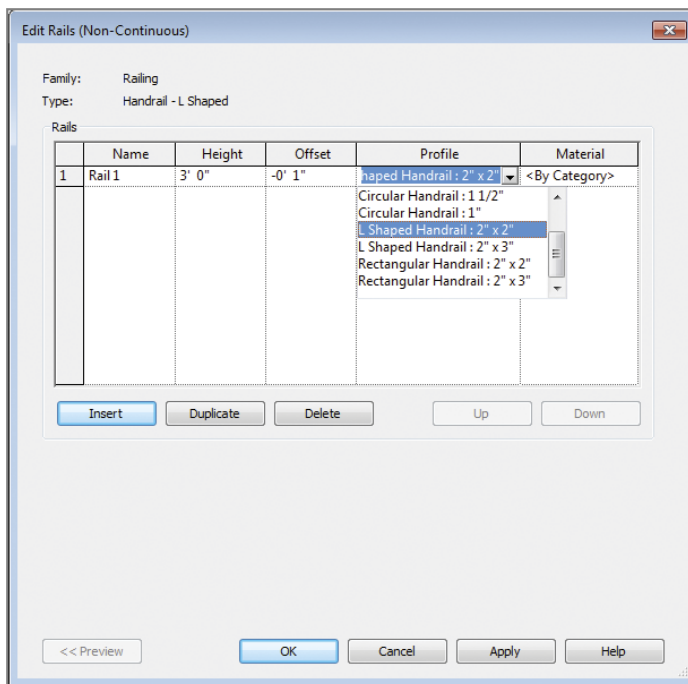 Edit Rails (Non-Continuous)
Family: Railing
Type: Handrail - L Shaped
Rails
Name Height Offset Profile Material
1 Rail 1 3' 0" -0' 1" haped Handrail : 2" x 2" <By Category>
Circular Handrail : 1 1/2"
Circular Handrail : 1"
L Shaped Handrail : 2" x 2"
L Shaped Handrail : 2" x 3"
Rectangular Handrail : 2" x 2"
Rectangular Handrail : 2" x 3"
Insert Duplicate Delete Up Down
<< Preview OK Cancel Apply Help